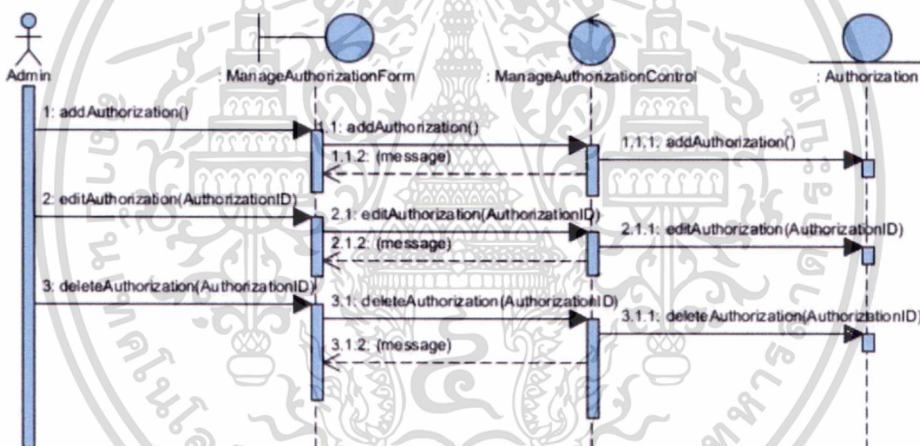 Admin
: ManageAuthorizationForm
: ManageAuthorizationControl
: Authorization
1: addAuthorization()
1.1: addAuthorization()
1.1.1: addAuthorization()
1.1.2: (message)
2: editAuthorization(AuthorizationID)
2.1: editAuthorization(AuthorizationID)
2.1.1: editAuthorization(AuthorizationID)
2.1.2: (message)
3: deleteAuthorization(AuthorizationID)
3.1: deleteAuthorization(AuthorizationID)
3.1.1: deleteAuthorization(AuthorizationID)
3.1.2: (message)